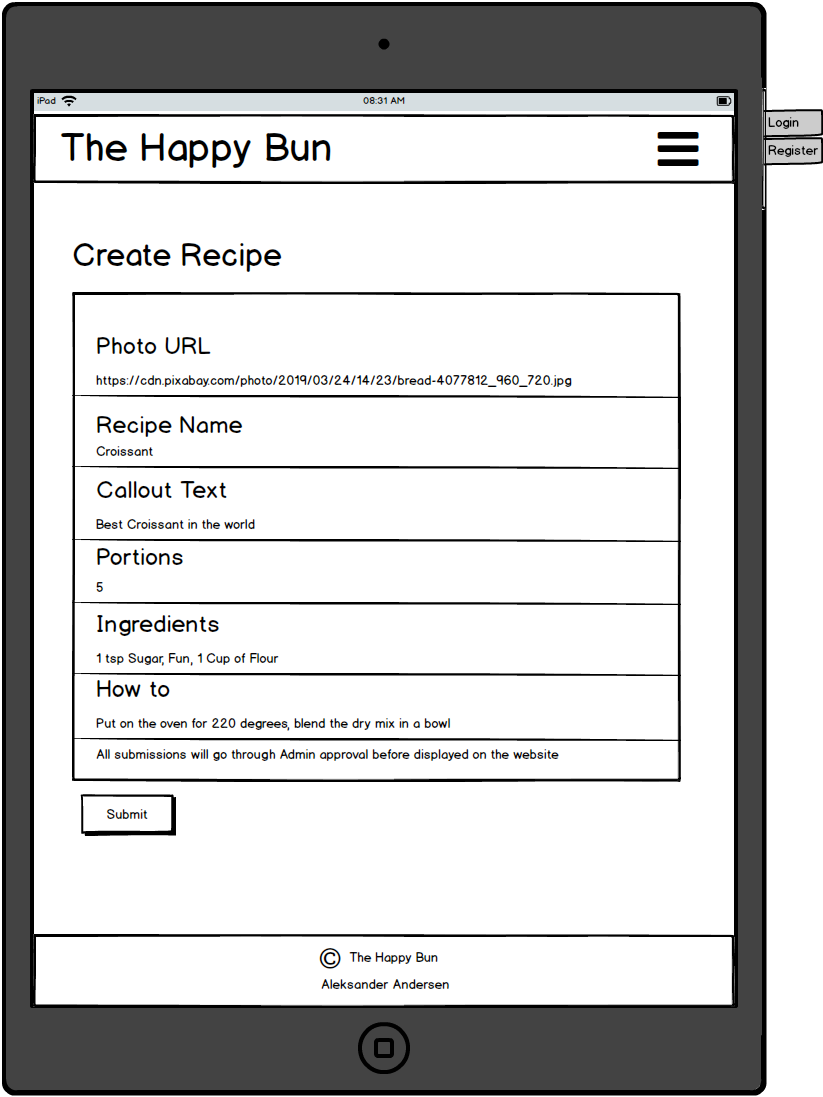 iPad
08:31 AM
Login
The Happy Bun
Register
Create Recipe
Photo URL
https://cdn.pixabay.com/photo/2019/03/24/14/23/bread-4077812_960_720.jpg
Recipe Name
Croissant
Callout Text
Best Croissant in the world
Portions
5
Ingredients
1 tsp Sugar, Fun, 1 Cup of Flour
How to
Put on the oven for 220 degrees, blend the dry mix in a bowl
All submissions will go through Admin approval before displayed on the website
Submit
© The Happy Bun
Aleksander Andersen